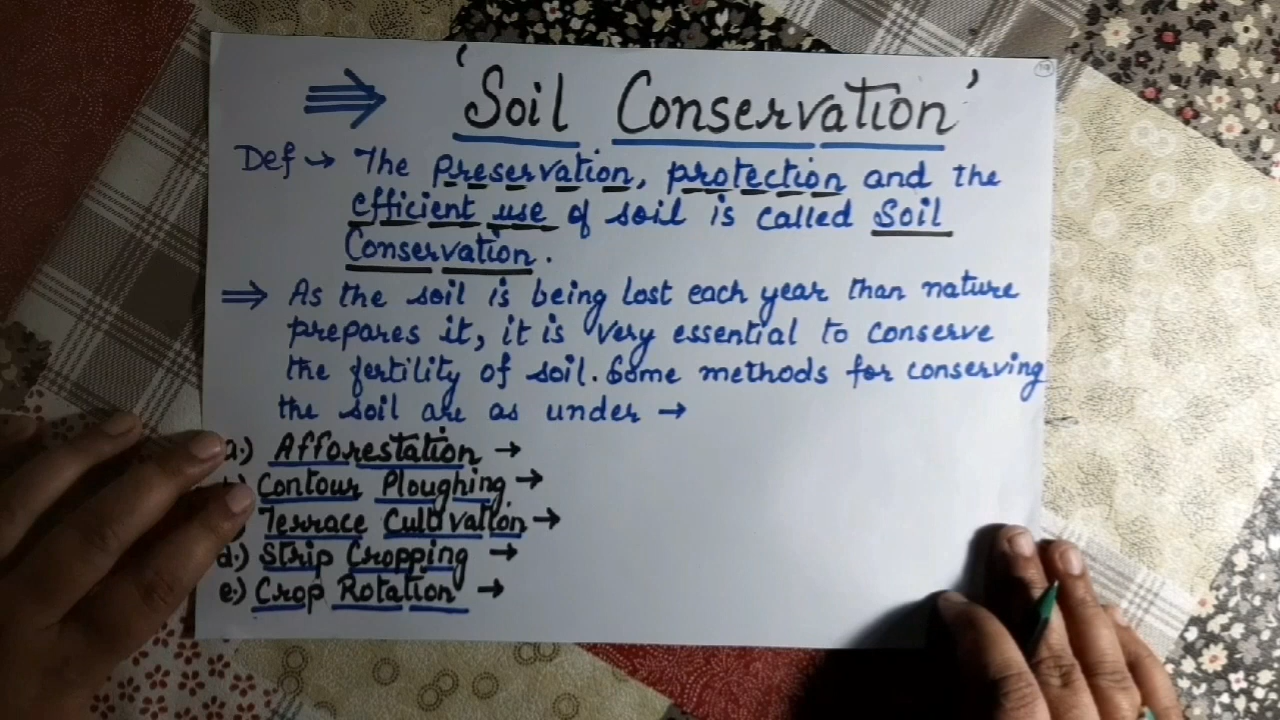 ⇒ 'Soil Conservation'
Def → The preservation, protection and the
efficient use of soil is called Soil
Conservation.
⇒ As the soil is being lost each year than nature
prepares it, it is very essential to conserve
the fertility of soil. Some methods for conserving
the soil are as under →
a.) Afforestation →
Contour Ploughing →
Terrace Cultivation →
d.) Strip Cropping →
e.) Crop Rotation →